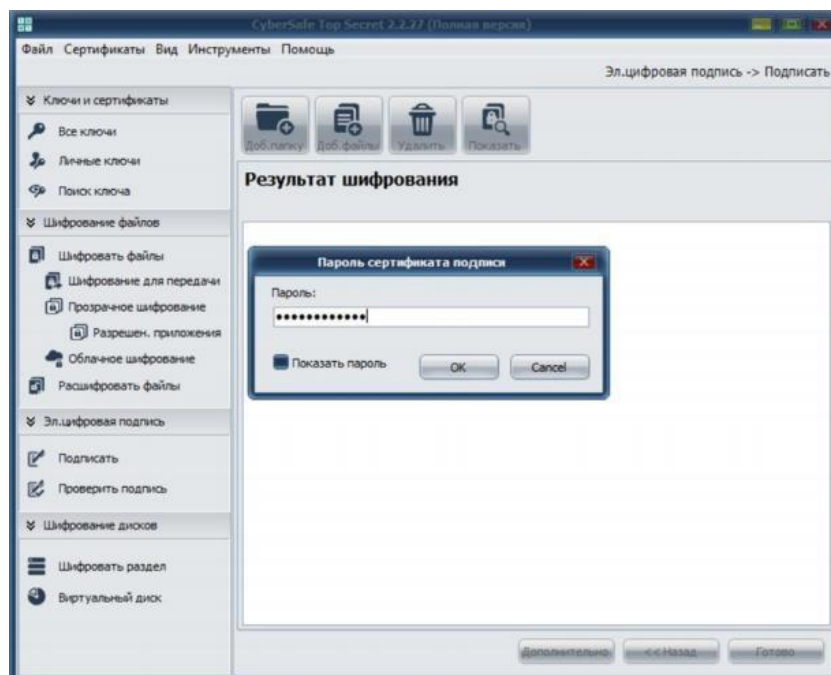 CyberSafe Top Secret 2.2.27 (Полная версия)
Файл Сертификаты Вид Инструменты Помощь
Эл.цифровая подпись -> Подписать
Ключи и сертификаты
Все ключи
Личные ключи
Поиск ключа
Шифрование файлов
Шифровать файлы
Шифрование для передачи
Прозрачное шифрование
Разрешен. приложения
Облачное шифрование
Расшифровать файлы
Эл.цифровая подпись
Подписать
Проверить подпись
Шифрование дисков
Шифровать раздел
Виртуальный диск
Доб.папку Доб.файлы Удалить Показать
Результат шифрования
Пароль сертификата подписи
Пароль:
••••••••••••
Показать пароль OK Cancel
Дополнительно << Назад Готово